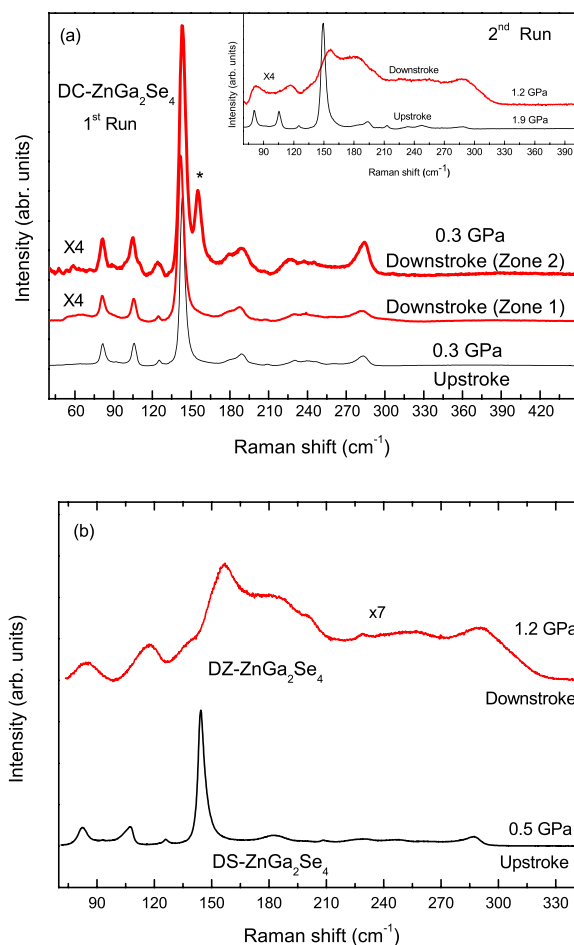 (a)
DC-ZnGa2Se4
1st Run
2nd Run
Intensity (arb. units)
X4
Downstroke
1.2 GPa
Upstroke
1.9 GPa
90 120 150 180 210 240 270 300 330 360 390
Raman shift (cm-1)
*
Intensity (abr. units)
X4
0.3 GPa
Downstroke (Zone 2)
X4
Downstroke (Zone 1)
0.3 GPa
Upstroke
60 90 120 150 180 210 240 270 300 330 360 390 420
Raman shift (cm-1)
(b)
Intensity (arb. units)
x7
1.2 GPa
DZ-ZnGa2Se4
Downstroke
0.5 GPa
DS-ZnGa2Se4
Upstroke
90 120 150 180 210 240 270 300 330
Raman shift (cm-1)